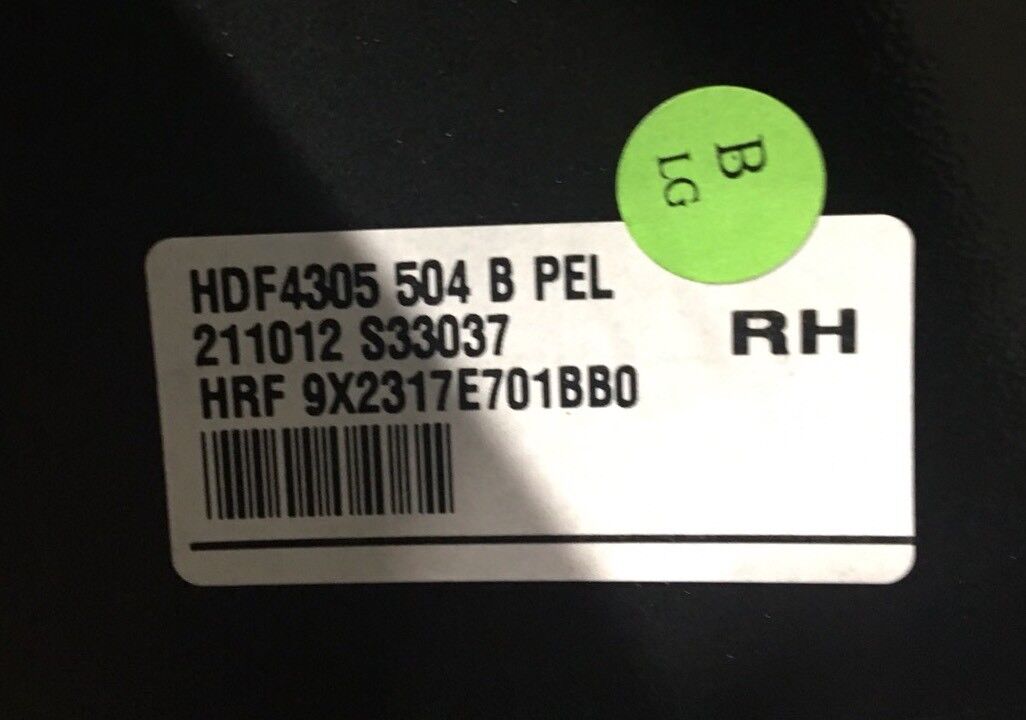 B
LG
HDF4305 504 B PEL
211012 S33037
RH
HRF 9X2317E701BB0